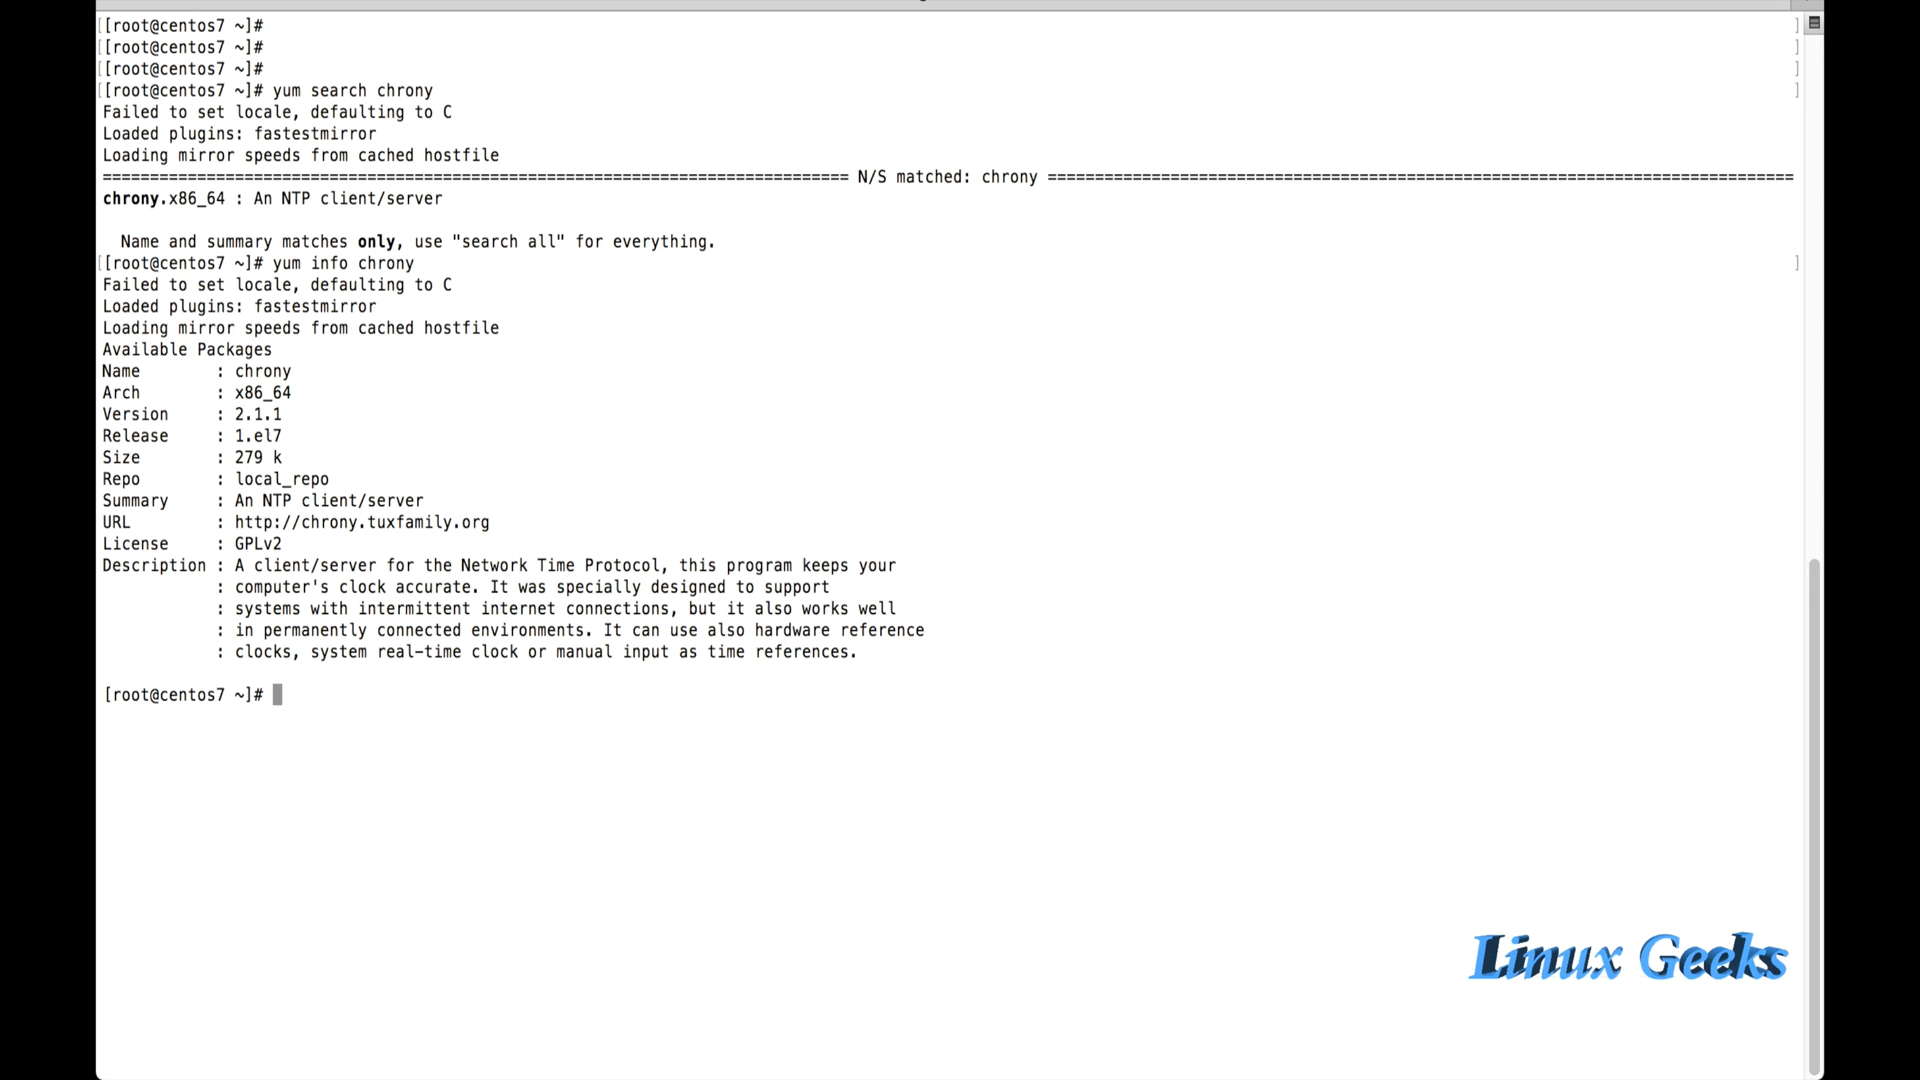 [[root@centos7 ~]# ]
[[root@centos7 ~]# ]
[[root@centos7 ~]# ]
[[root@centos7 ~]# yum search chrony ]
Failed to set locale, defaulting to C
Loaded plugins: fastestmirror
Loading mirror speeds from cached hostfile
=============================================================================== N/S matched: chrony ===============================================================================
chrony.x86_64 : An NTP client/server
Name and summary matches only, use "search all" for everything.
[[root@centos7 ~]# yum info chrony ]
Failed to set locale, defaulting to C
Loaded plugins: fastestmirror
Loading mirror speeds from cached hostfile
Available Packages
Name        : chrony
Arch        : x86_64
Version     : 2.1.1
Release     : 1.el7
Size        : 279 k
Repo        : local_repo
Summary     : An NTP client/server
URL         : http://chrony.tuxfamily.org
License     : GPLv2
Description : A client/server for the Network Time Protocol, this program keeps your
            : computer's clock accurate. It was specially designed to support
            : systems with intermittent internet connections, but it also works well
            : in permanently connected environments. It can use also hardware reference
            : clocks, system real-time clock or manual input as time references.
[root@centos7 ~]#
Linux Geeks